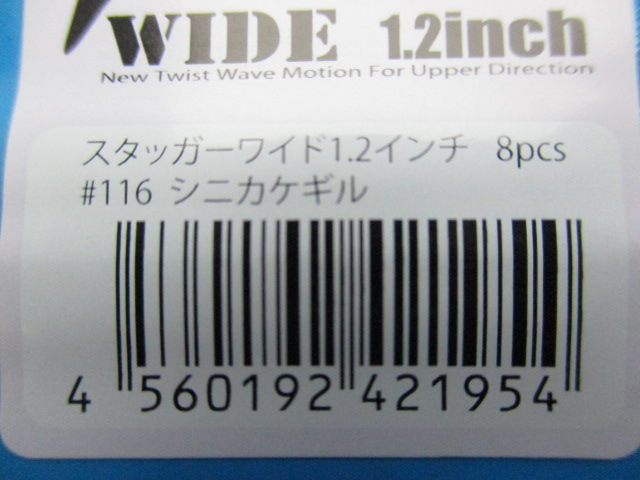 WIDE 1.2inch
New Twist Wave Motion For Upper Direction
スタッガーワイド1.2インチ 8pcs
#116 シニカケギル
4 560192 421954